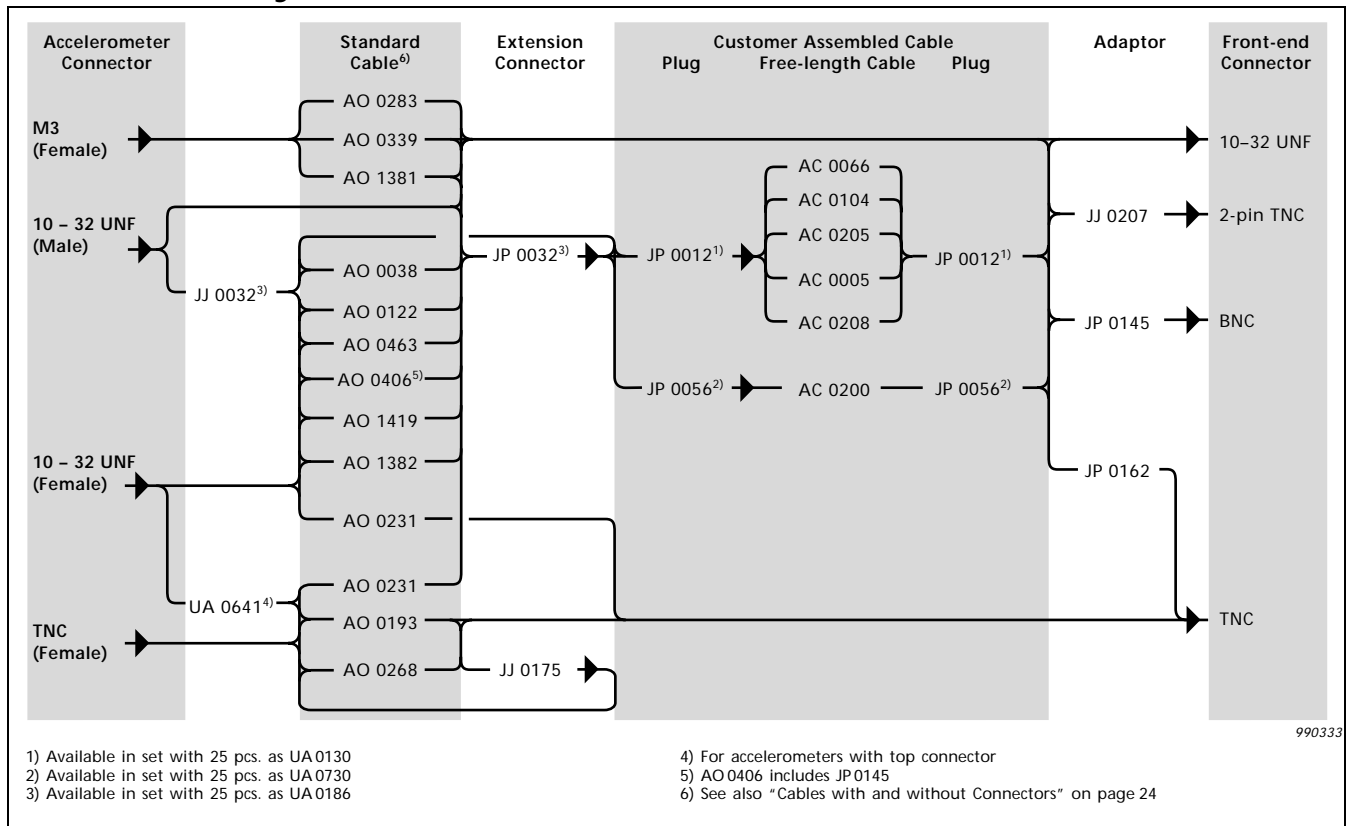 Accelerometer Connector
Standard Cable6)
Extension Connector
Customer Assembled Cable
Plug Free-length Cable Plug
Adaptor
Front-end Connector
M3 (Female)
10 – 32 UNF (Male)
10 – 32 UNF (Female)
TNC (Female)
JJ 00323)
UA 06414)
AO 0283
AO 0339
AO 1381
AO 0038
AO 0122
AO 0463
AO 04065)
AO 1419
AO 1382
AO 0231
AO 0231
AO 0193
AO 0268
JP 00323)
JJ 0175
JP 00121)
JP 00562)
AC 0066
AC 0104
AC 0205
AC 0005
AC 0208
AC 0200
JP 00121)
JP 00562)
JJ 0207
JP 0145
JP 0162
10–32 UNF
2-pin TNC
BNC
TNC
990333
1) Available in set with 25 pcs. as UA 0130
2) Available in set with 25 pcs. as UA 0730
3) Available in set with 25 pcs. as UA 0186
4) For accelerometers with top connector
5) AO 0406 includes JP 0145
6) See also “Cables with and without Connectors” on page 24